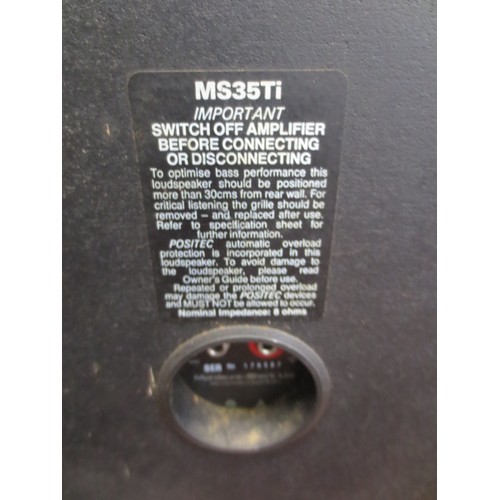 MS35Ti
IMPORTANT
SWITCH OFF AMPLIFIER
BEFORE CONNECTING
OR DISCONNECTING
To optimise bass performance this
loudspeaker should be positioned
more than 30cms from rear wall. For
critical listening the grille should be
removed – and replaced after use.
Refer to specification sheet for
further information.
POSITEC automatic overload
protection is incorporated in this
loudspeaker. To avoid damage to
the loudspeaker, please read
Owner's Guide before use.
Repeated or prolonged overload
may damage the POSITEC devices
and MUST NOT be allowed to occur.
Nominal Impedance: 8 ohms
SER No